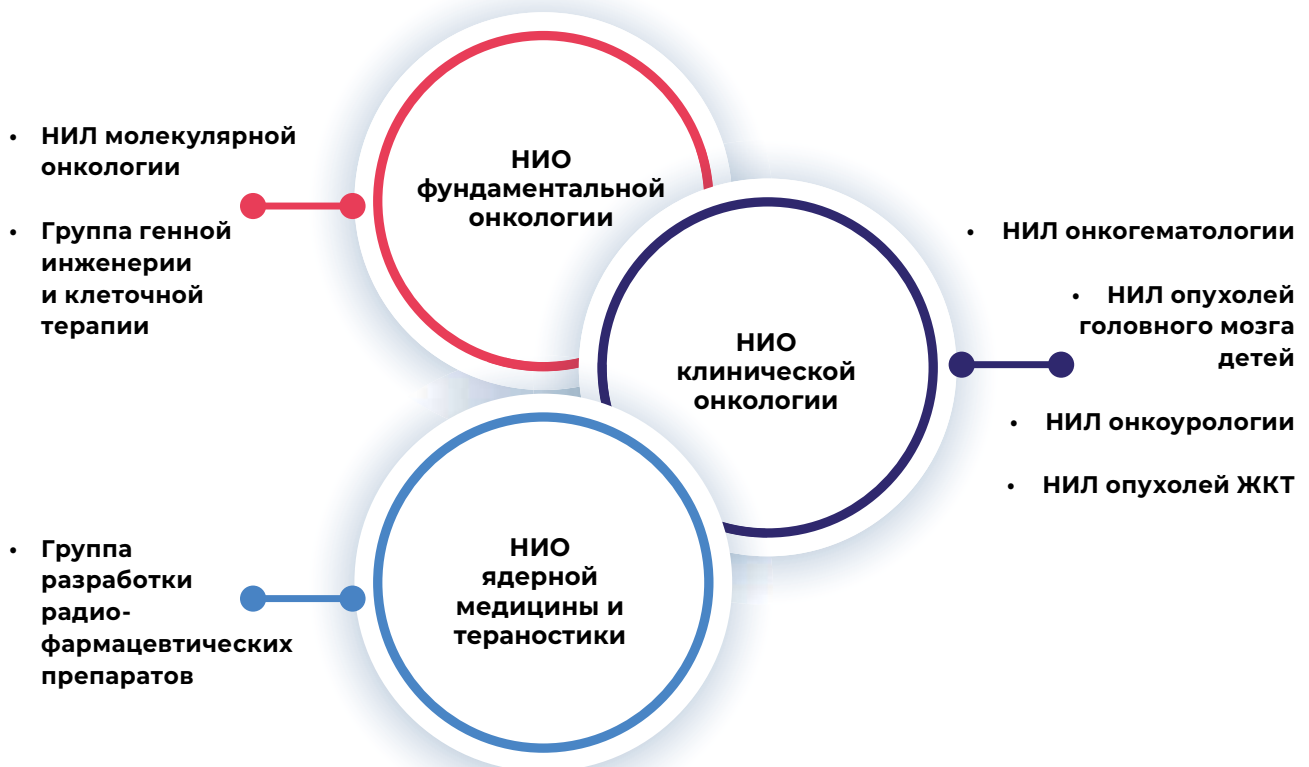 • НИЛ молекулярной
онкологии
• Группа генной
инженерии
и клеточной
терапии
НИО
фундаментальной
онкологии
НИО
клинической
онкологии
• НИЛ онкогематологии
• НИЛ опухолей
головного мозга
детей
• НИЛ онкоурологии
• НИЛ опухолей ЖКТ
• Группа
разработки
радио-
фармацевтических
препаратов
НИО
ядерной
медицины и
тераностики